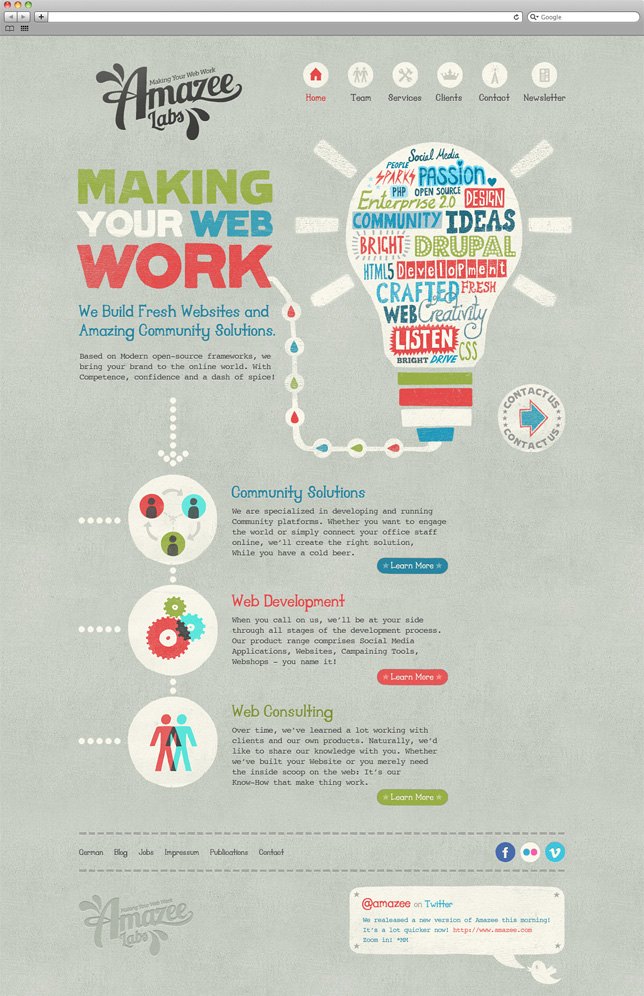 Google
Making Your Web Work
Amazee
Labs
Home
Team
Services
Clients
Contact
Newsletter
MAKING
YOUR WEB
WORK
We Build Fresh Websites and
Amazing Community Solutions.
Based on Modern open-source frameworks, we
bring your brand to the online world. With
Competence, confidence and a dash of spice!
Social Media
PEOPLE
SPARKS
PASSION
PHP
OPEN SOURCE
Enterprise 2.0
DESIGN
COMMUNITY
IDEAS
BRIGHT
DRUPAL
HTML5
Development
CRAFTED
FRESH
WEB
Creativity
LISTEN
CSS
BRIGHT
DRIVE
CONTACT US
CONTACT US
Community Solutions
We are specialized in developing and running
Community platforms. Whether you want to engage
the world or simply connect your office staff
online, we'll create the right solution,
While you have a cold beer.
Learn More
Web Development
When you call on us, we'll be at your side
through all stages of the development process.
Our product range comprises Social Media
Applications, Websites, Campaining Tools,
Webshops - you name it!
Learn More
Web Consulting
Over time, we've learned a lot working with
clients and our own products. Naturally, we'd
like to share our knowledge with you. Whether
we've built your Website or you merely need
the inside scoop on the web: It's our
Know-How that make thing work.
Learn More
German
Blog
Jobs
Impressum
Publications
Contact
f
v
Making Your Web Work
Amazee
Labs
@amazee on Twitter
We realeased a new version of Amazee this morning!
It's a lot quicker now! http://www.amazee.com
Zoom in! *MM